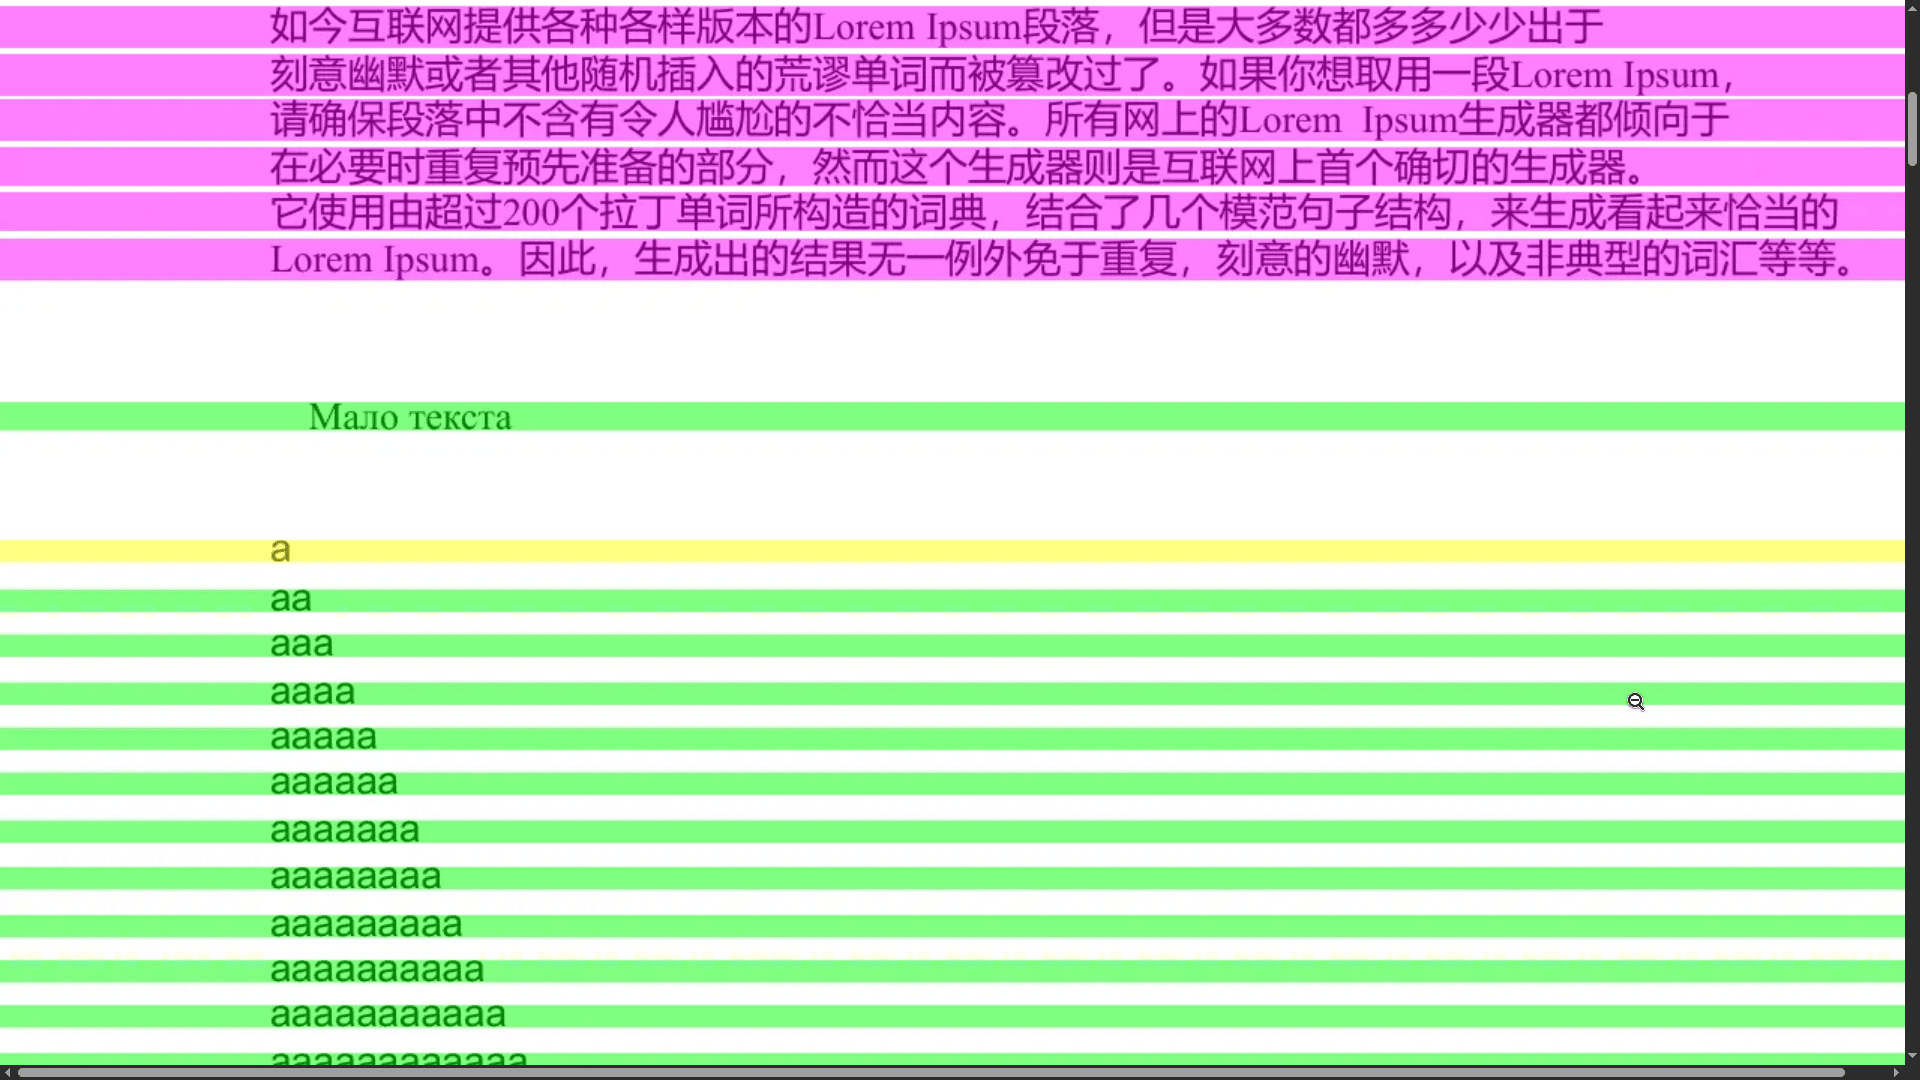 如今互联网提供各种各样版本的Lorem Ipsum段落，但是大多数都多多少少出于
刻意幽默或者其他随机插入的荒谬单词而被篡改过了。如果你想取用一段Lorem Ipsum，
请确保段落中不含有令人尴尬的不恰当内容。所有网上的Lorem Ipsum生成器都倾向于
在必要时重复预先准备的部分，然而这个生成器则是互联网上首个确切的生成器。
它使用由超过200个拉丁单词所构造的词典，结合了几个模范句子结构，来生成看起来恰当的
Lorem Ipsum。因此，生成出的结果无一例外免于重复，刻意的幽默，以及非典型的词汇等等。
Мало текста
a
aa
aaa
aaaa
aaaaa
aaaaaa
aaaaaaa
aaaaaaaa
aaaaaaaaa
aaaaaaaaaa
aaaaaaaaaaa
aaaaaaaaaaaa